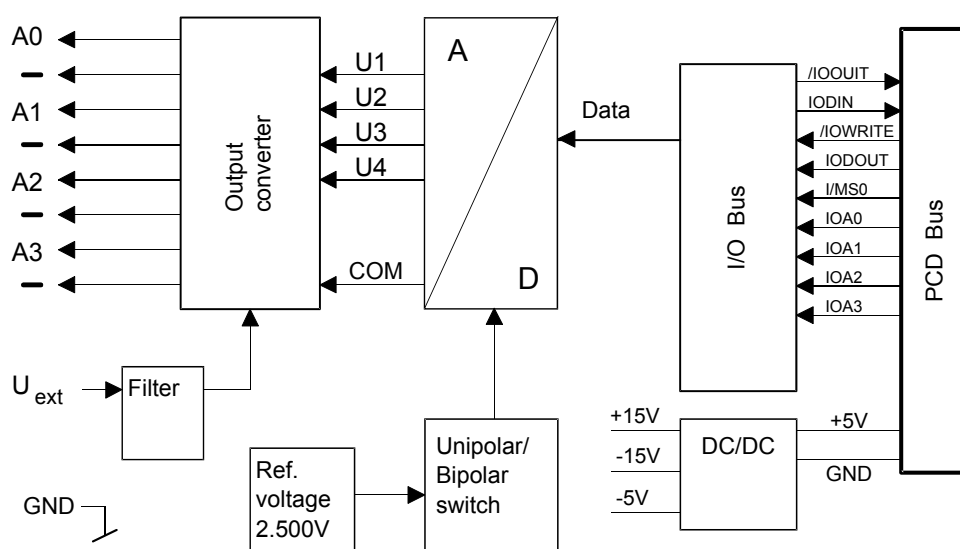 A0
–
A1
–
A2
–
A3
–
Output
converter
U1
U2
U3
U4
COM
A
D
Data
I/O Bus
/IOOUIT
IODIN
/IOWRITE
IODOUT
I/MS0
IOA0
IOA1
IOA2
IOA3
PCD Bus
U ext
Filter
GND
Ref.
voltage
2.500V
Unipolar/
Bipolar
switch
+15V
-15V
-5V
DC/DC
+5V
GND